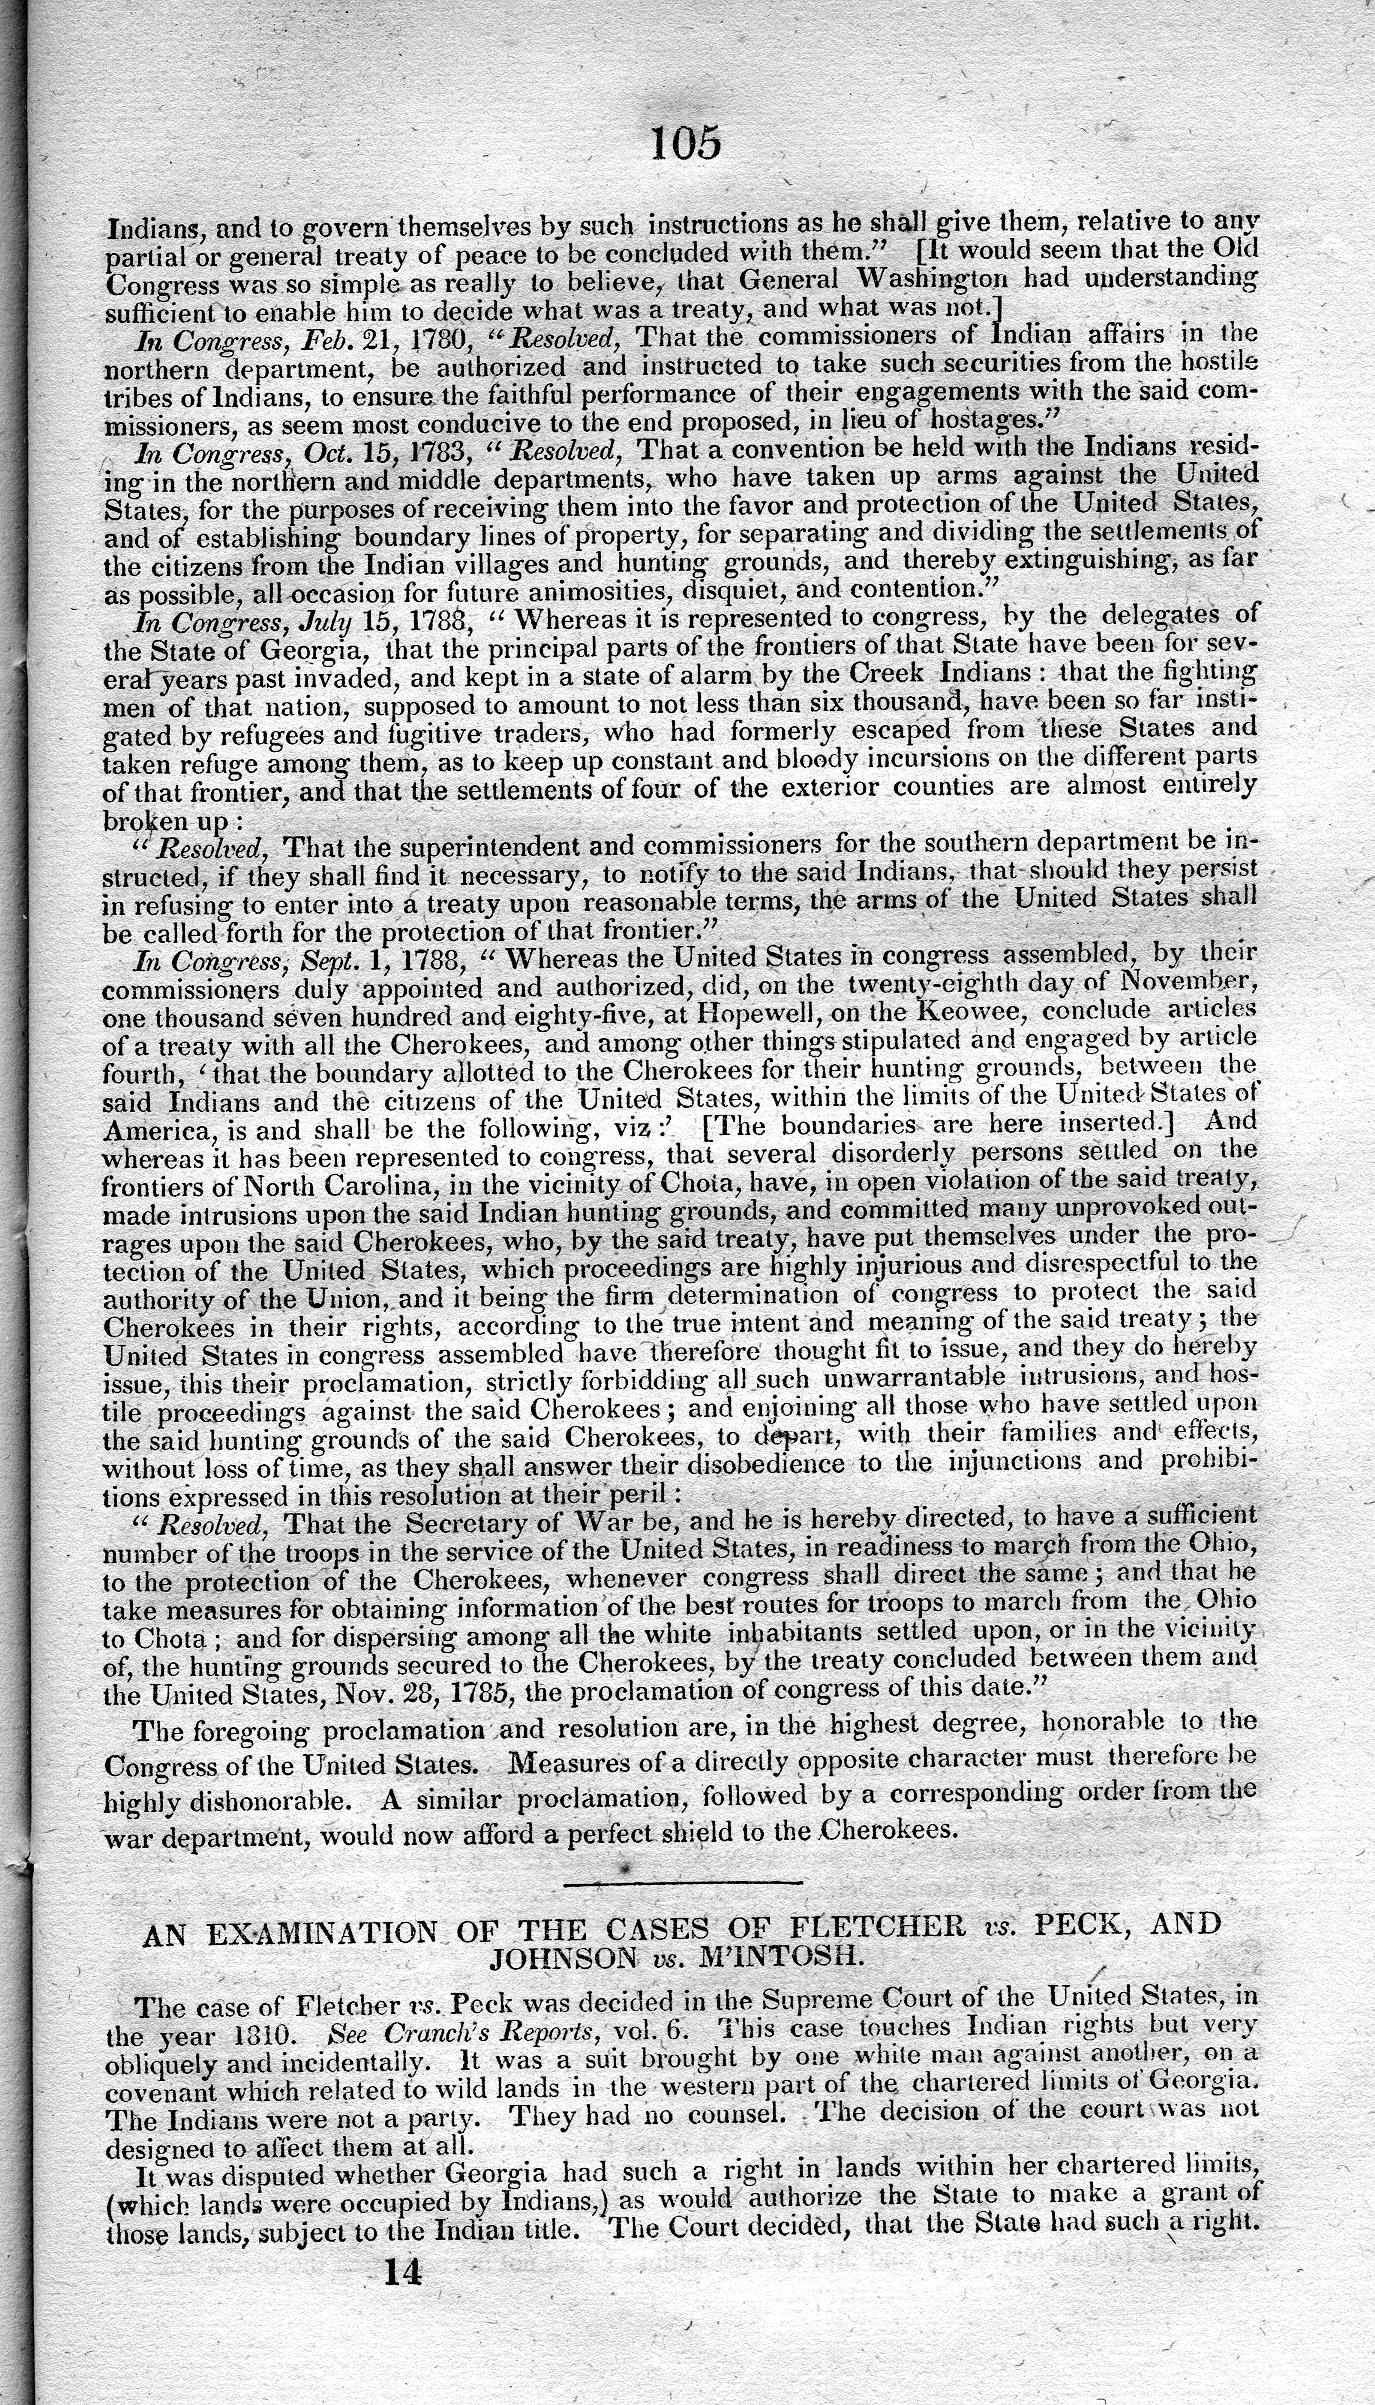 105
Indians, and to govern themselves by such instructions as he shall give them, relative to any
partial or general treaty of peace to be concluded with them.” [It would seem that the Old
Congress was so simple as really to believe, that General Washington had understanding
sufficient to enable him to decide what was a treaty, and what was not.]
In Congress, Feb. 21, 1780, “Resolved, That the commissioners of Indian affairs in the
northern department, be authorized and instructed to take such securities from the hostile
tribes of Indians, to ensure the faithful performance of their engagements with the said com-
missioners, as seem most conducive to the end proposed, in lieu of hostages.”
In Congress, Oct. 15, 1783, “Resolved, That a convention be held with the Indians resid-
ing in the northern and middle departments, who have taken up arms against the United
States, for the purposes of receiving them into the favor and protection of the United States,
and of establishing boundary lines of property, for separating and dividing the settlements of
the citizens from the Indian villages and hunting grounds, and thereby extinguishing, as far
as possible, all occasion for future animosities, disquiet, and contention.”
In Congress, July 15, 1788, “Whereas it is represented to congress, by the delegates of
the State of Georgia, that the principal parts of the frontiers of that State have been for sev-
eral years past invaded, and kept in a state of alarm by the Creek Indians : that the fighting
men of that nation, supposed to amount to not less than six thousand, have been so far insti-
gated by refugees and fugitive traders, who had formerly escaped from these States and
taken refuge among them, as to keep up constant and bloody incursions on the different parts
of that frontier, and that the settlements of four of the exterior counties are almost entirely
broken up :
“Resolved, That the superintendent and commissioners for the southern department be in-
structed, if they shall find it necessary, to notify to the said Indians, that should they persist
in refusing to enter into a treaty upon reasonable terms, the arms of the United States shall
be called forth for the protection of that frontier.”
In Congress, Sept. 1, 1788, “Whereas the United States in congress assembled, by their
commissioners duly appointed and authorized, did, on the twenty-eighth day of November,
one thousand seven hundred and eighty-five, at Hopewell, on the Keowee, conclude articles
of a treaty with all the Cherokees, and among other things stipulated and engaged by article
fourth, ‘that the boundary allotted to the Cherokees for their hunting grounds, between the
said Indians and the citizens of the United States, within the limits of the United States of
America, is and shall be the following, viz :’ [The boundaries are here inserted.] And
whereas it has been represented to congress, that several disorderly persons settled on the
frontiers of North Carolina, in the vicinity of Chota, have, in open violation of the said treaty,
made intrusions upon the said Indian hunting grounds, and committed many unprovoked out-
rages upon the said Cherokees, who, by the said treaty, have put themselves under the pro-
tection of the United States, which proceedings are highly injurious and disrespectful to the
authority of the Union, and it being the firm determination of congress to protect the said
Cherokees in their rights, according to the true intent and meaning of the said treaty ; the
United States in congress assembled have therefore thought fit to issue, and they do hereby
issue, this their proclamation, strictly forbidding all such unwarrantable intrusions, and hos-
tile proceedings against the said Cherokees ; and enjoining all those who have settled upon
the said hunting grounds of the said Cherokees, to depart, with their families and effects,
without loss of time, as they shall answer their disobedience to the injunctions and prohibi-
tions expressed in this resolution at their peril :
“Resolved, That the Secretary of War be, and he is hereby directed, to have a sufficient
number of the troops in the service of the United States, in readiness to march from the Ohio,
to the protection of the Cherokees, whenever congress shall direct the same ; and that he
take measures for obtaining information of the best routes for troops to march from the Ohio
to Chota ; and for dispersing among all the white inhabitants settled upon, or in the vicinity
of, the hunting grounds secured to the Cherokees, by the treaty concluded between them and
the United States, Nov. 28, 1785, the proclamation of congress of this date.”
The foregoing proclamation and resolution are, in the highest degree, honorable to the
Congress of the United States. Measures of a directly opposite character must therefore be
highly dishonorable. A similar proclamation, followed by a corresponding order from the
war department, would now afford a perfect shield to the Cherokees.
AN EXAMINATION OF THE CASES OF FLETCHER vs. PECK, AND
JOHNSON vs. M’INTOSH.
The case of Fletcher vs. Peck was decided in the Supreme Court of the United States, in
the year 1810. See Cranch’s Reports, vol. 6. This case touches Indian rights but very
obliquely and incidentally. It was a suit brought by one white man against another, on a
covenant which related to wild lands in the western part of the chartered limits of Georgia.
The Indians were not a party. They had no counsel. The decision of the court was not
designed to affect them at all.
It was disputed whether Georgia had such a right in lands within her chartered limits,
(which lands were occupied by Indians,) as would authorize the State to make a grant of
those lands, subject to the Indian title. The Court decided, that the State had such a right.
14